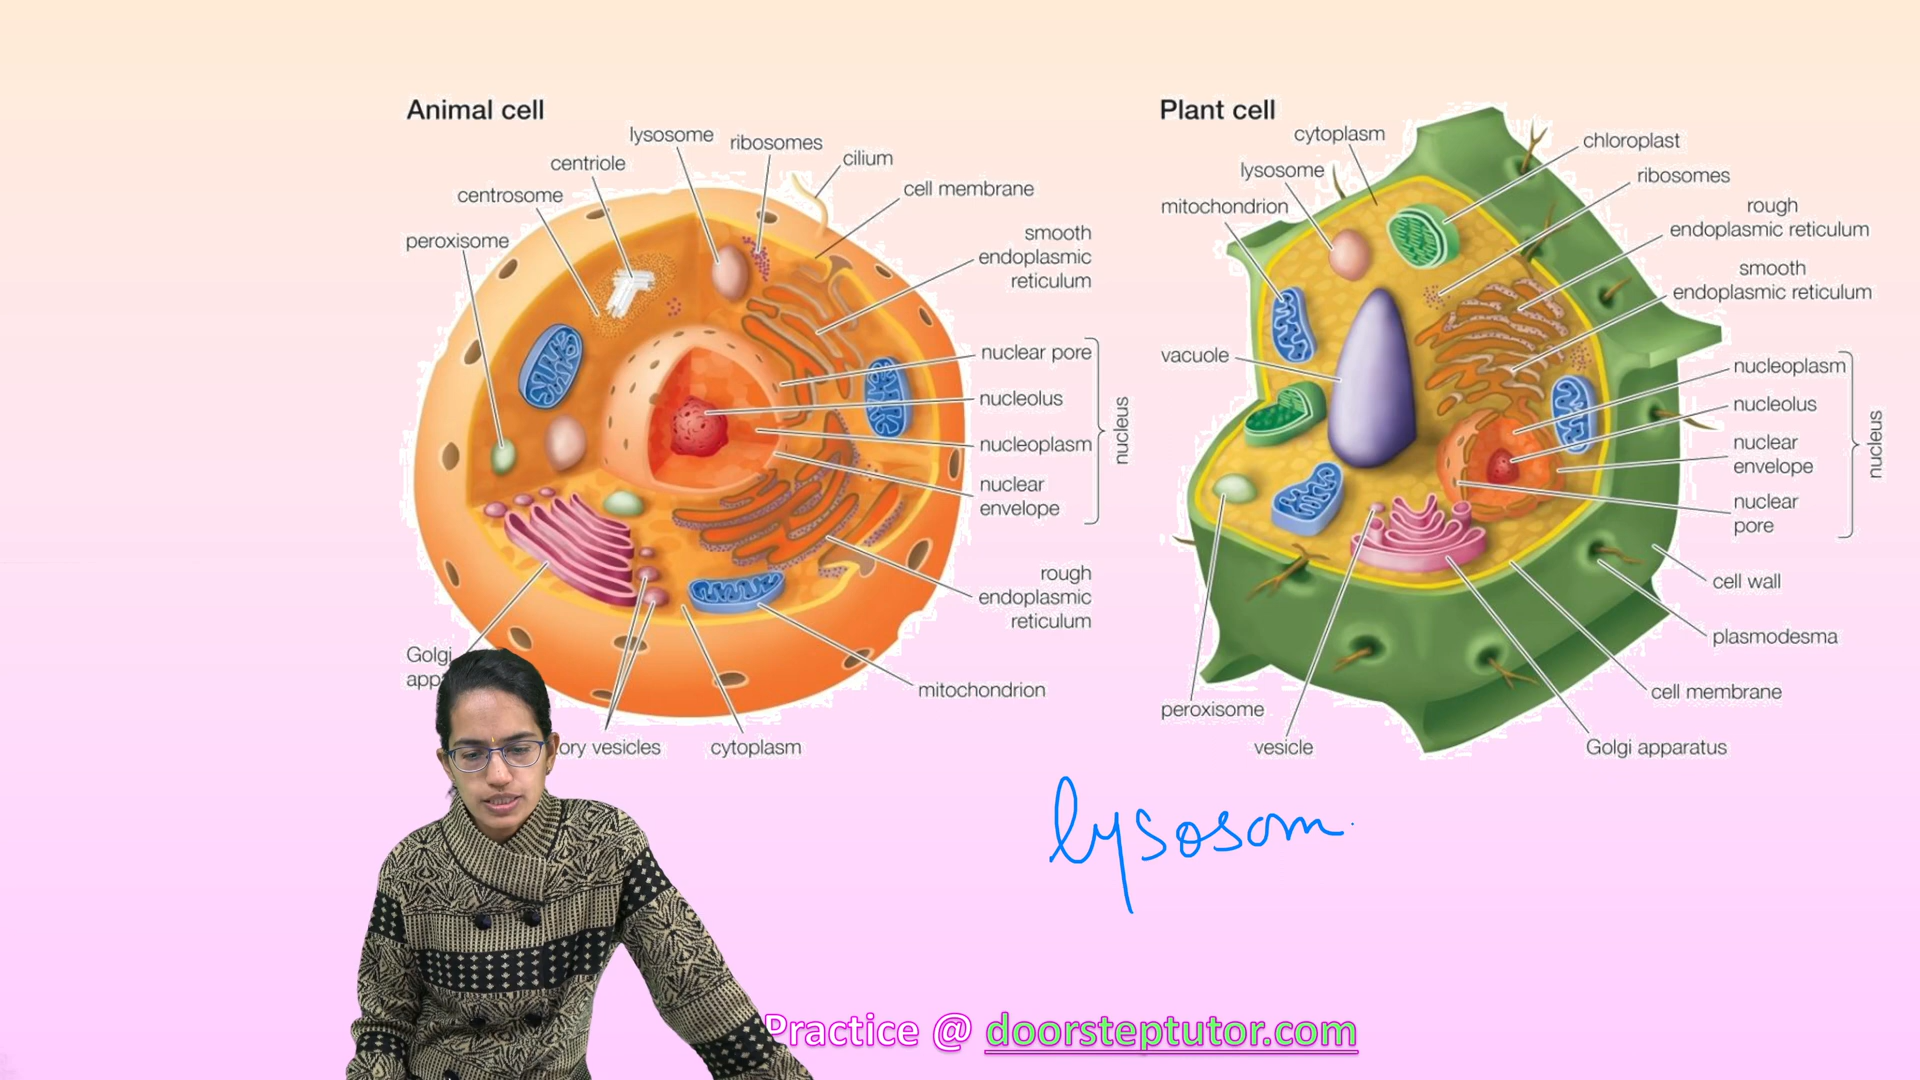 Animal cell
lysosome
ribosomes
cilium
centriole
cell membrane
centrosome
smooth
endoplasmic
reticulum
peroxisome
nuclear pore
nucleolus
nucleoplasm
nuclear
envelope
nucleus
rough
endoplasmic
reticulum
Golgi
app
mitochondrion
ory vesicles
cytoplasm
Plant cell
cytoplasm
chloroplast
lysosome
ribosomes
mitochondrion
rough
endoplasmic reticulum
smooth
endoplasmic reticulum
vacuole
nucleoplasm
nucleolus
nuclear
envelope
nuclear
pore
nucleus
cell wall
plasmodesma
cell membrane
peroxisome
vesicle
Golgi apparatus
lysosom
Practice @ doorsteptutor.com